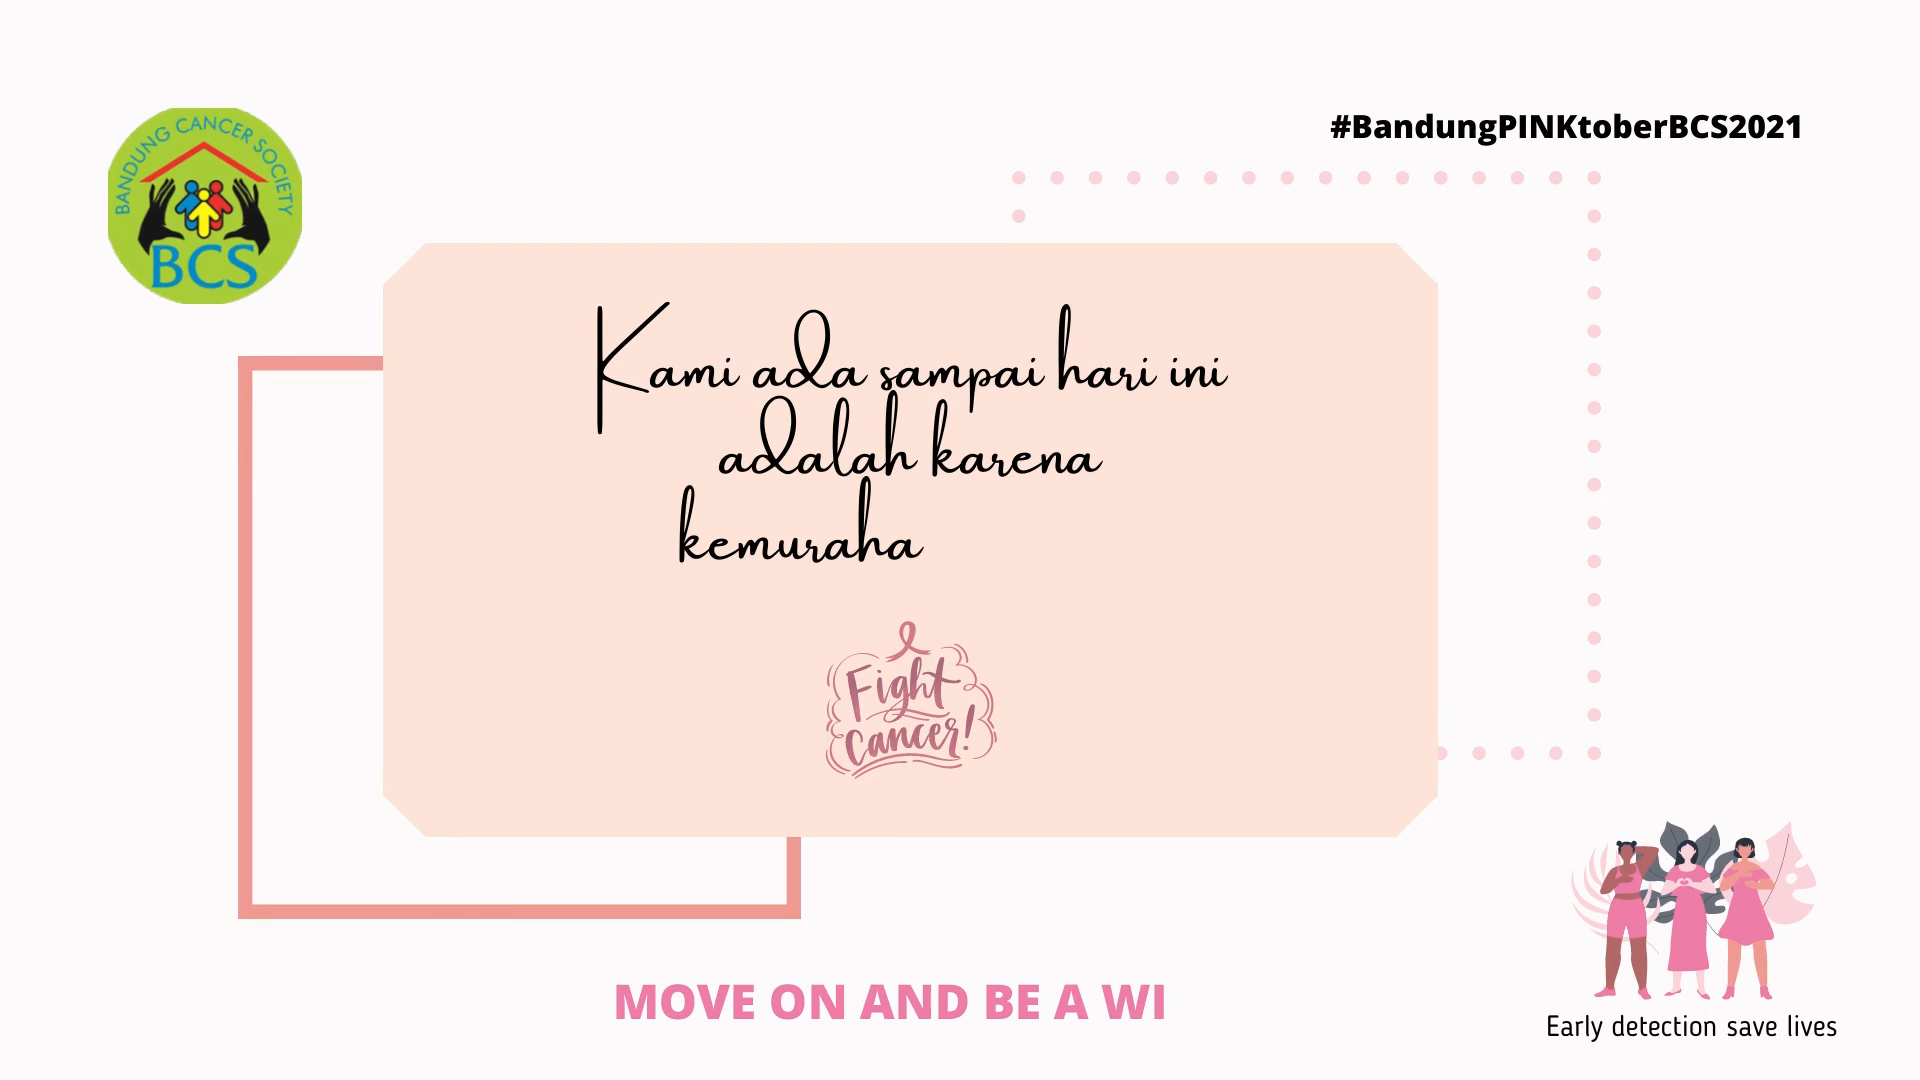 BANDUNG CANCER SOCIETY
BCS
#BandungPINKtoberBCS2021
Kami ada sampai hari ini
adalah karena
kemuraha
Fight
Cancer!
MOVE ON AND BE A WI
Early detection save lives